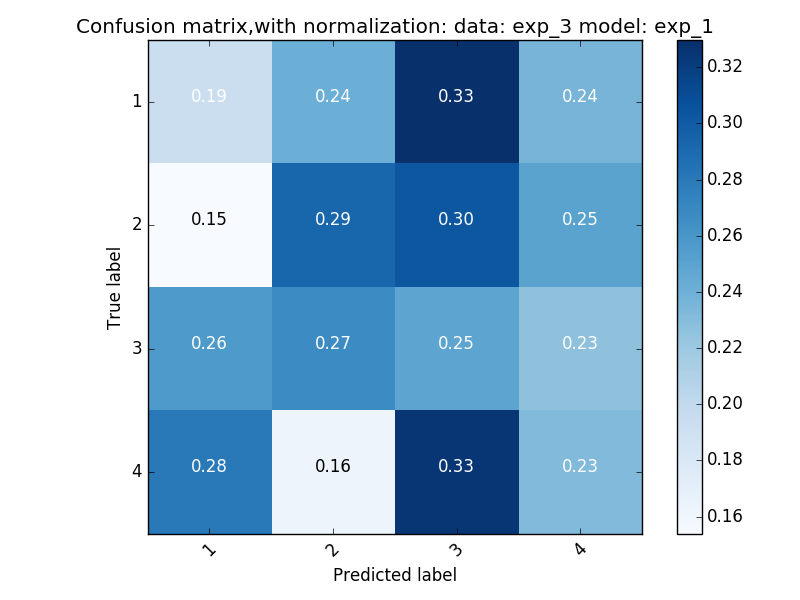 Confusion matrix,with normalization: data: exp_3 model: exp_1
1 0.19 0.24 0.33 0.24
2 0.15 0.29 0.30 0.25
3 0.26 0.27 0.25 0.23
4 0.28 0.16 0.33 0.23
1 2 3 4
True label
Predicted label
0.32
0.30
0.28
0.26
0.24
0.22
0.20
0.18
0.16